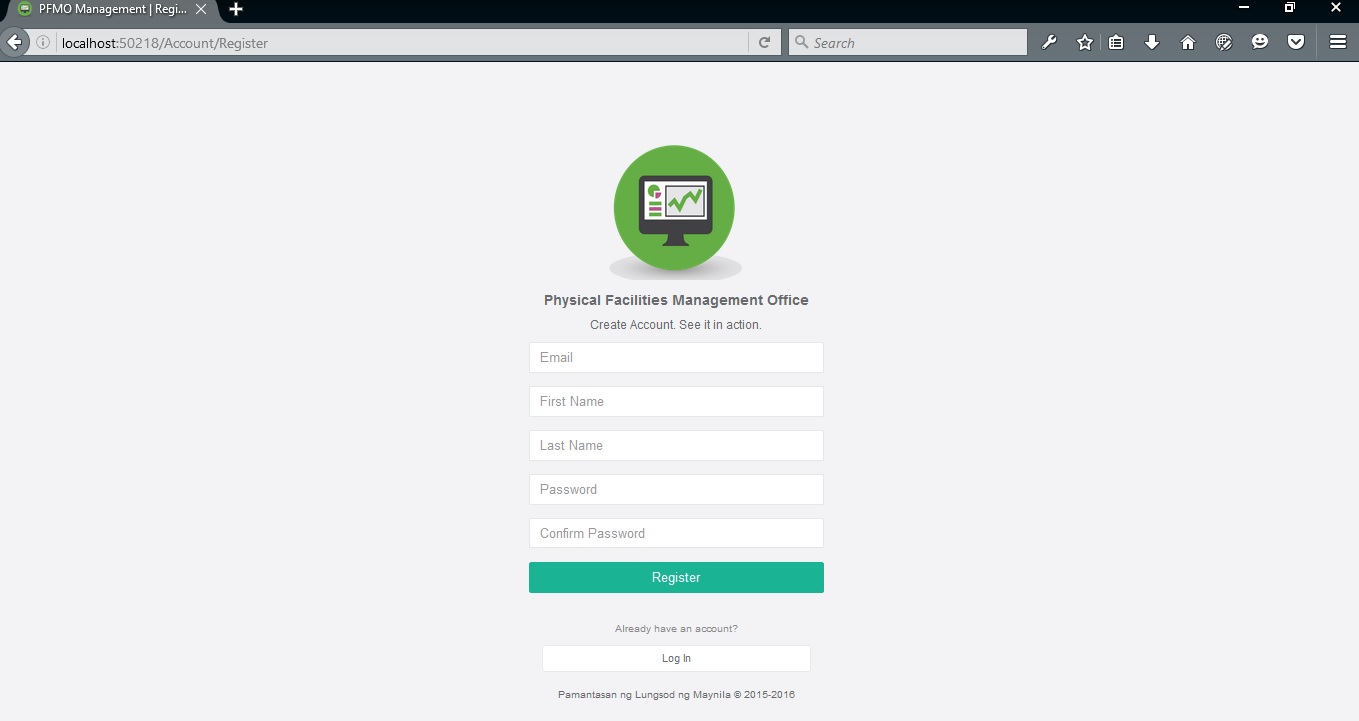 PFMO Management | Regi...
localhost:50218/Account/Register
Search
Physical Facilities Management Office
Create Account. See it in action.
Email
First Name
Last Name
Password
Confirm Password
Register
Already have an account?
Log In
Pamantasan ng Lungsod ng Maynila © 2015-2016